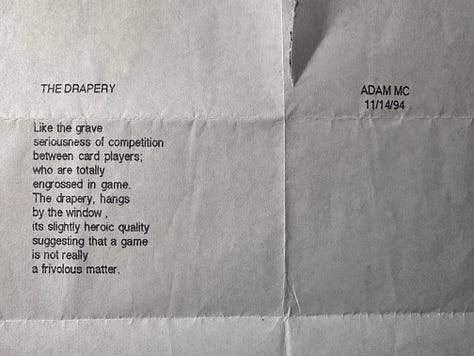 THE DRAPERY
ADAM MC
11/14/94
Like the grave
seriousness of competition
between card players;
who are totally
engrossed in game.
The drapery, hangs
by the window ,
its slightly heroic quality
suggesting that a game
is not really
a frivolous matter.